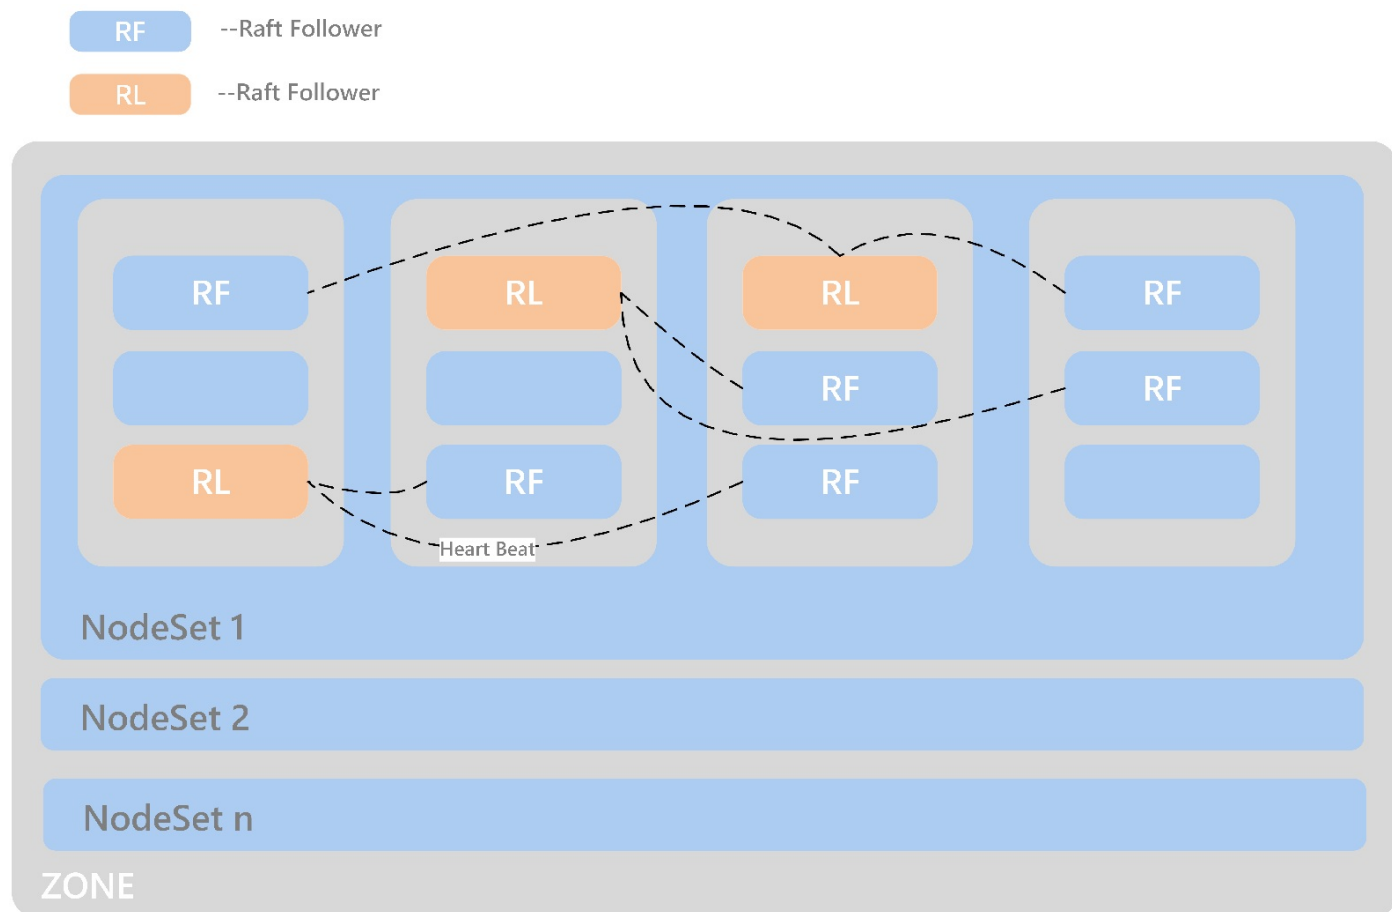 RF --Raft Follower
RL --Raft Follower
RF RL RL RF
RF RF
RL RF RF
Heart Beat
NodeSet 1
NodeSet 2
NodeSet n
ZONE